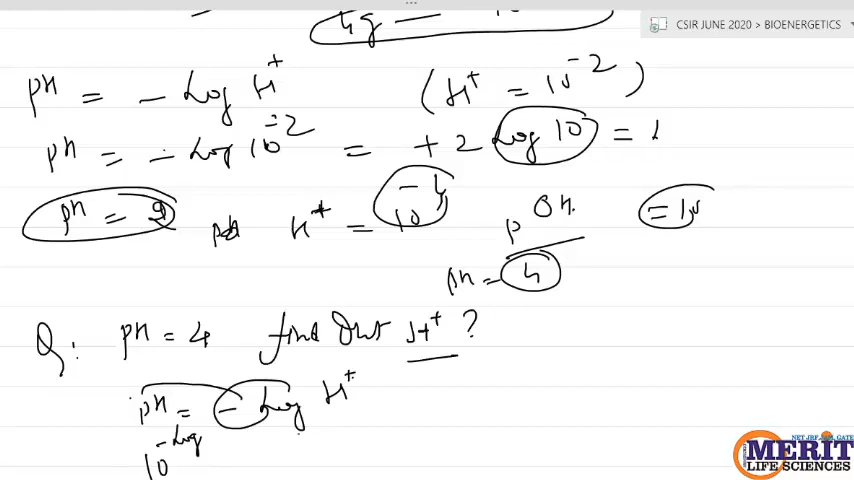 CSIR JUNE 2020 > BIOENERGETICS
pH = - Log H⁺ (H⁺ = 10⁻²)
pH = - Log 10⁻² = + 2 Log 10 = 1
pH = 2 H⁺ = 10⁻⁴ pOH = 10
pH = 4
Q: pH = 4 find Out H⁺ ?
pH = - Log H⁺
10⁻ᴸᵒᵍ
NET JRF, GATE
MERIT
LIFE SCIENCES